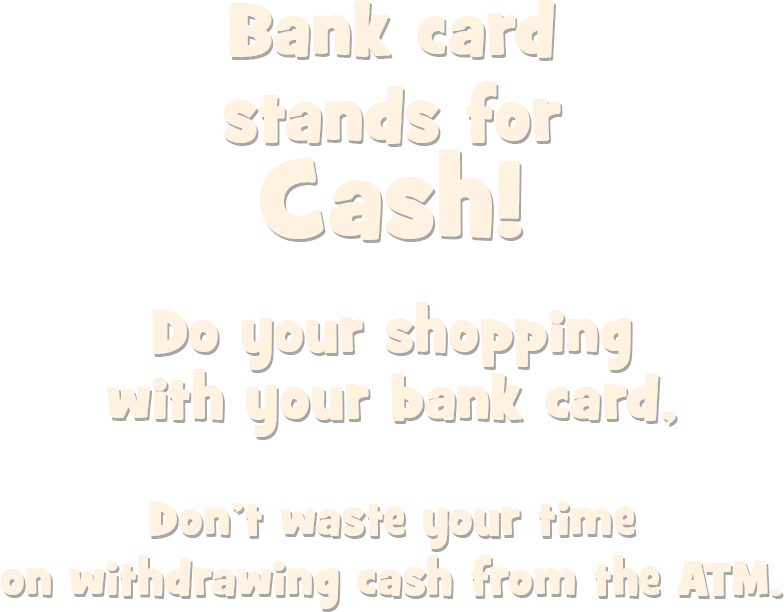 Bank card
stands for
Cash!
Do your shopping
with your bank card,
Don't waste your time
on withdrawing cash from the ATM.